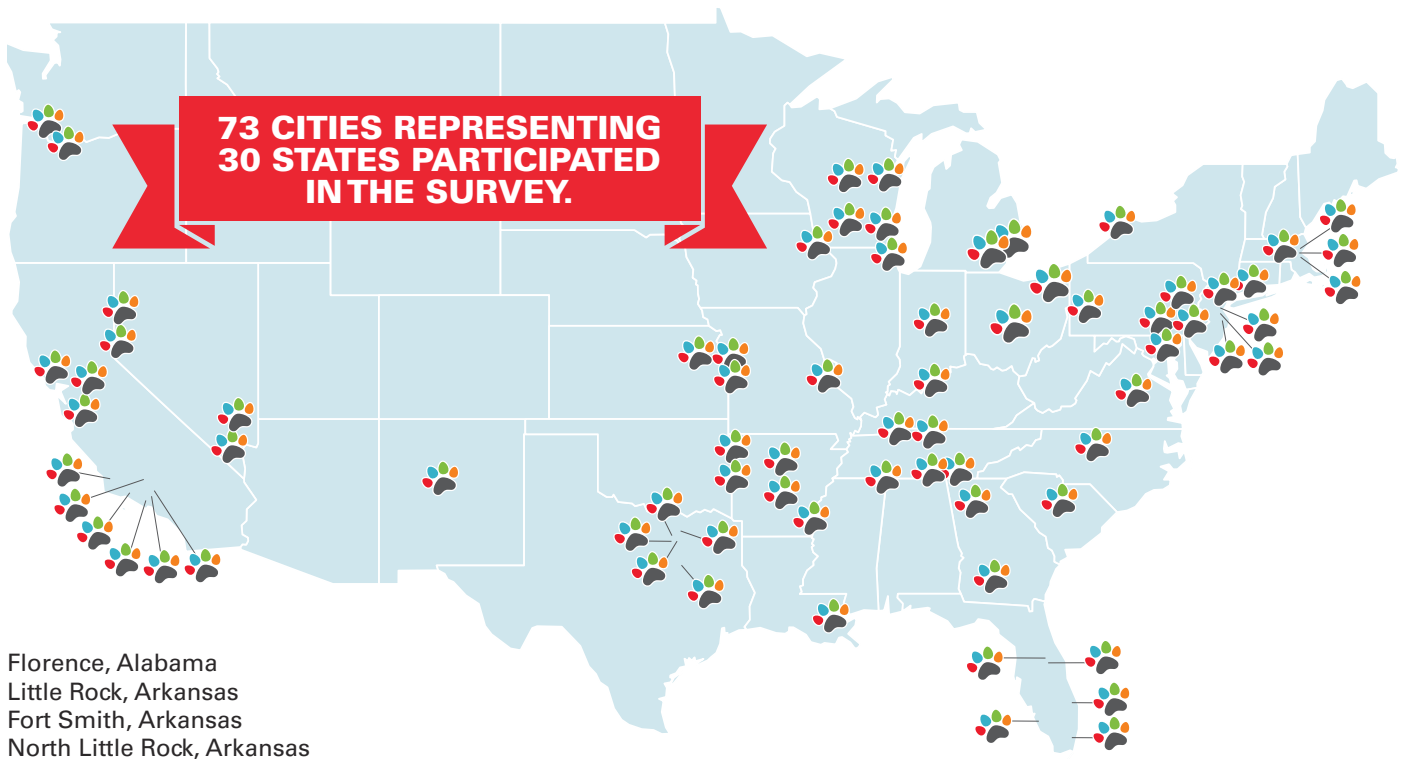 73 CITIES REPRESENTING
30 STATES PARTICIPATED
IN THE SURVEY.
Florence, Alabama
Little Rock, Arkansas
Fort Smith, Arkansas
North Little Rock, Arkansas